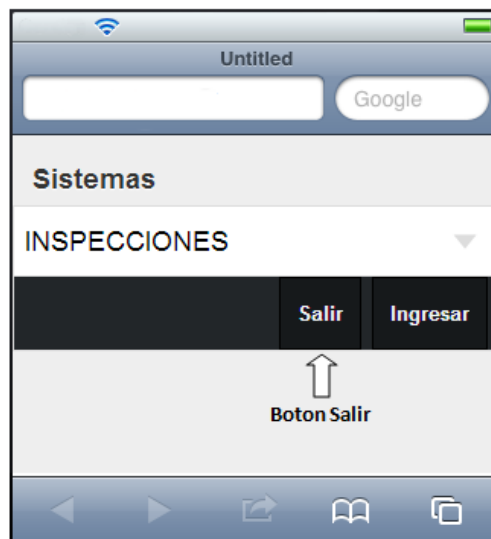 Untitled
Google
Sistemas
INSPECCIONES
Salir Ingresar
Boton Salir